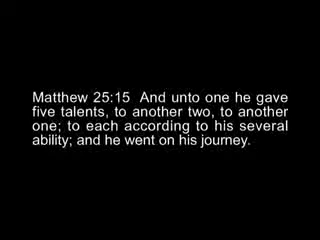 Matthew 25:15  And unto one he gave
five talents, to another two, to another
one; to each according to his several
ability; and he went on his journey.